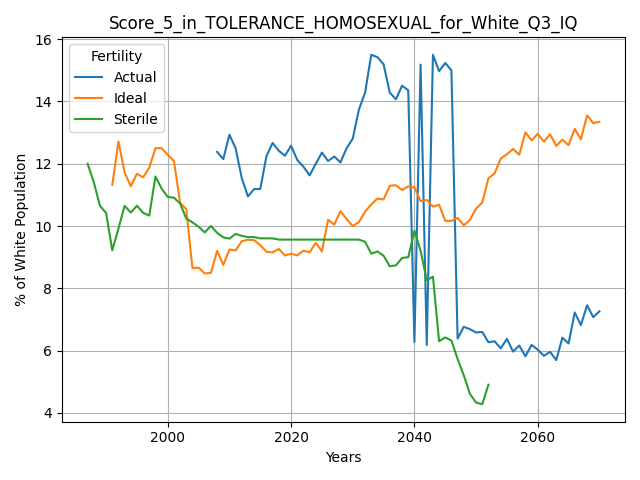 Score_5_in_TOLERANCE_HOMOSEXUAL_for_White_Q3_IQ
Fertility
Actual
Ideal
Sterile
% of White Population
16
14
12
10
8
6
4
2000
2020
2040
2060
Years